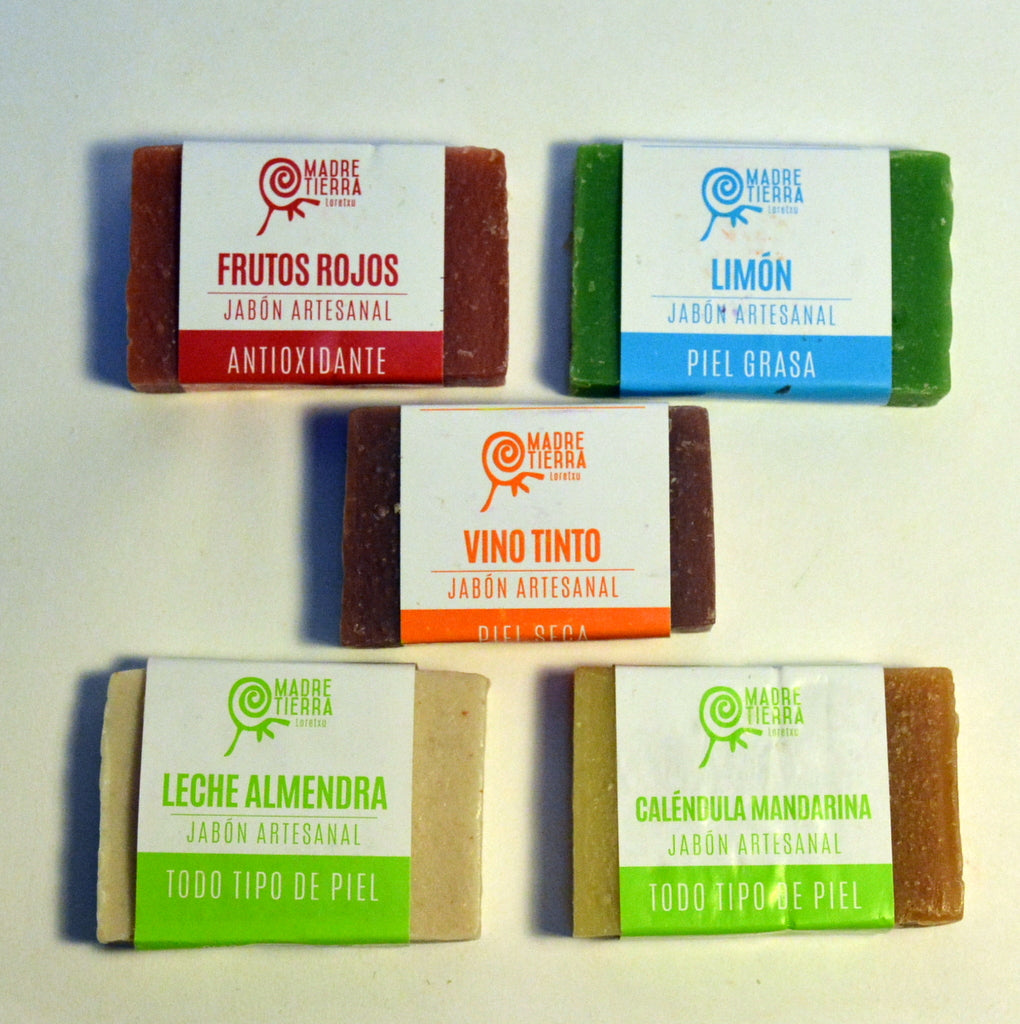 MADRE
TIERRA
Loretxu
FRUTOS ROJOS
JABÓN ARTESANAL
ANTIOXIDANTE
MADRE
TIERRA
Loretxu
LIMÓN
JABÓN ARTESANAL
PIEL GRASA
MADRE
TIERRA
Loretxu
VINO TINTO
JABÓN ARTESANAL
PIEL SECA
MADRE
TIERRA
Loretxu
LECHE ALMENDRA
JABÓN ARTESANAL
TODO TIPO DE PIEL
MADRE
TIERRA
Loretxu
CALÉNDULA MANDARINA
JABÓN ARTESANAL
TODO TIPO DE PIEL